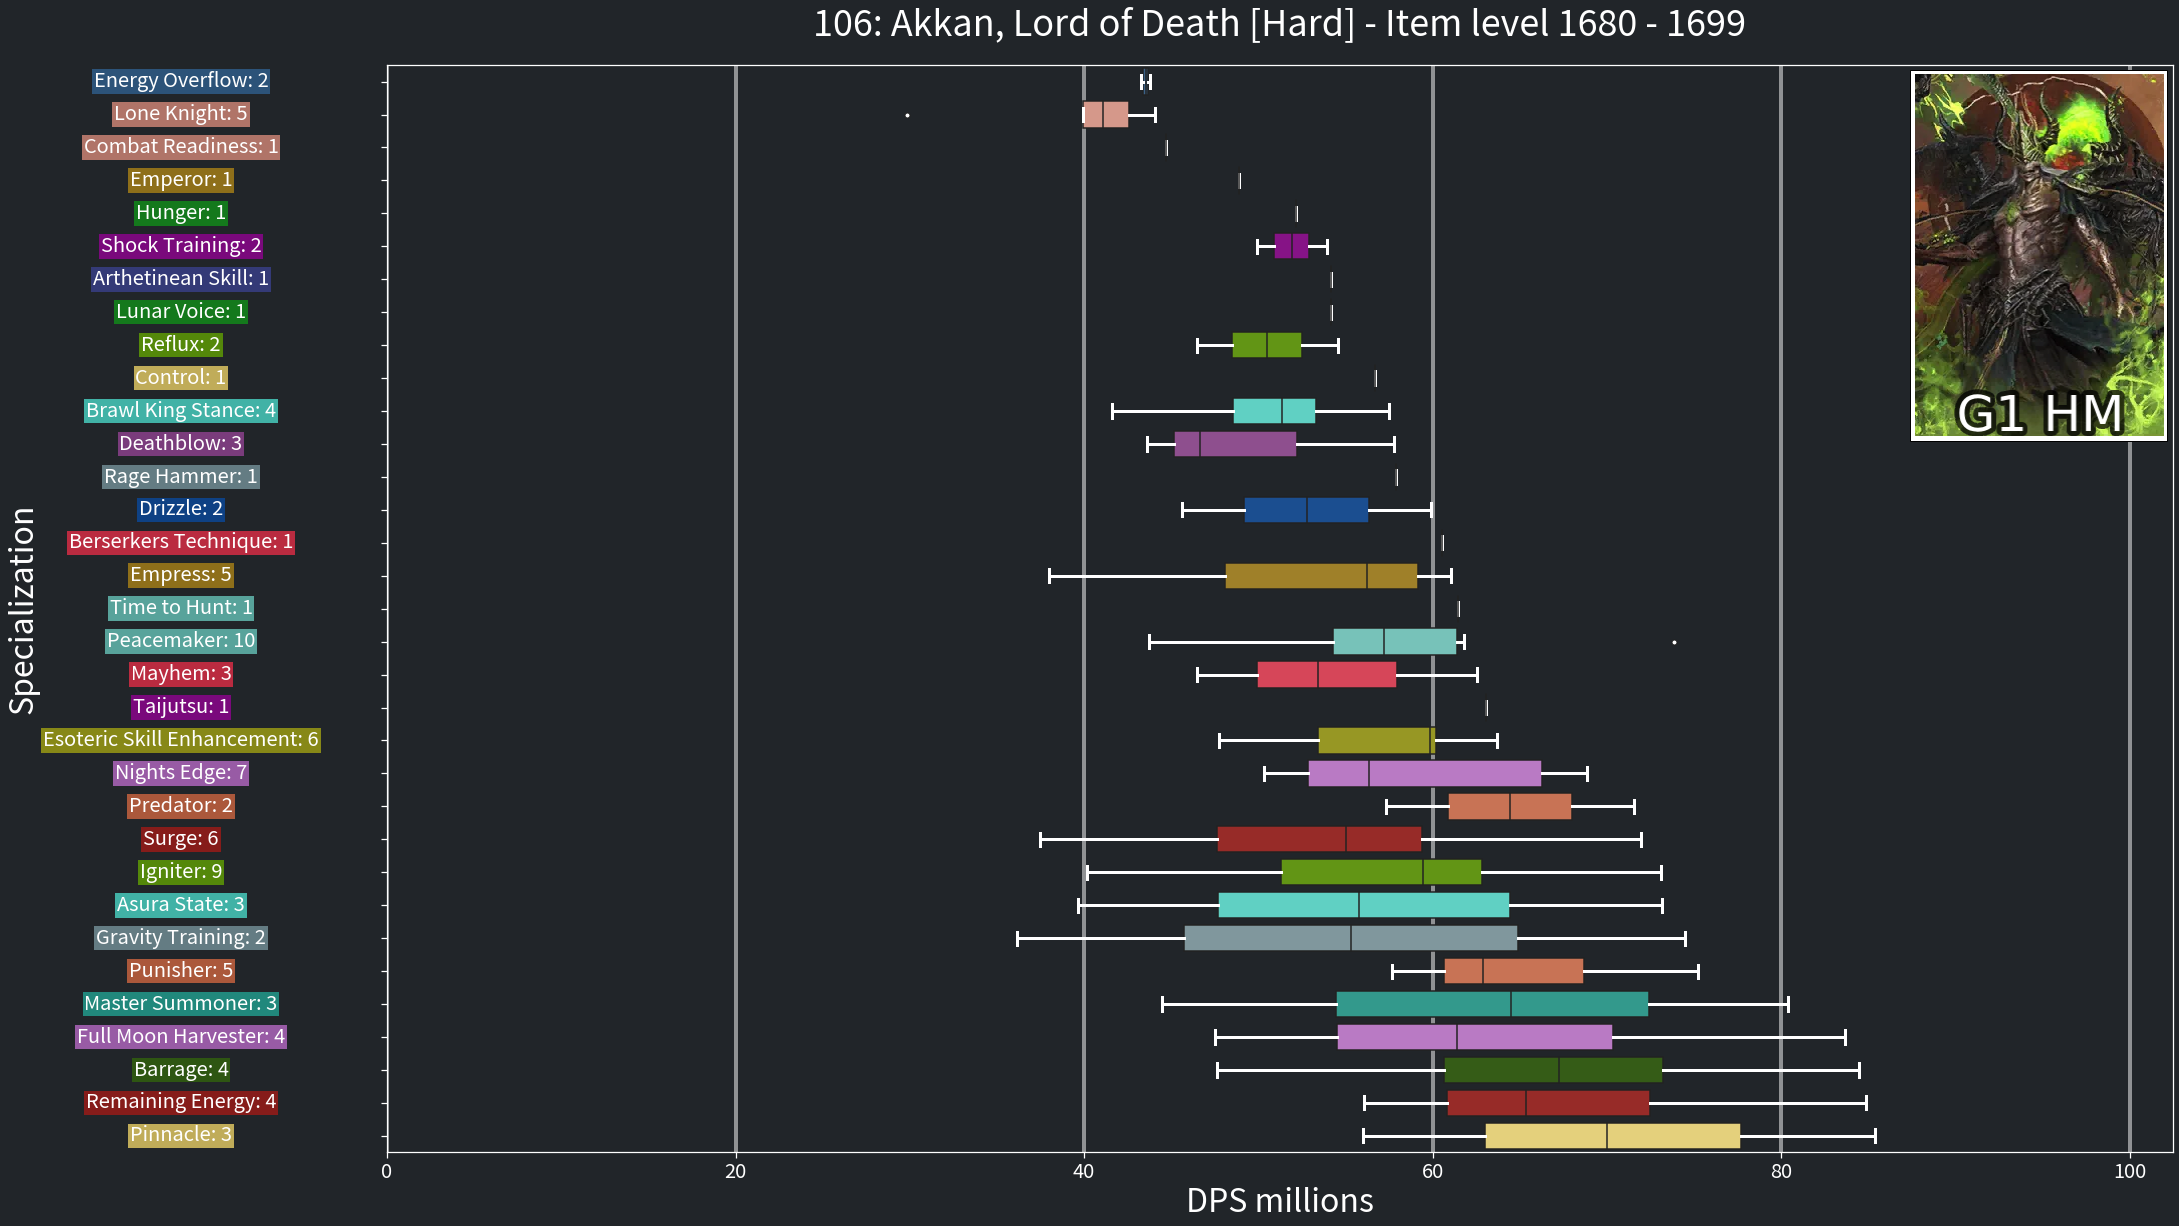 106: Akkan, Lord of Death [Hard] - Item level 1680 - 1699
Energy Overflow: 2
Lone Knight: 5
Combat Readiness: 1
Emperor: 1
Hunger: 1
Shock Training: 2
Arthetinean Skill: 1
Lunar Voice: 1
Reflux: 2
Control: 1
Brawl King Stance: 4
Deathblow: 3
Rage Hammer: 1
Drizzle: 2
Berserkers Technique: 1
Empress: 5
Time to Hunt: 1
Peacemaker: 10
Mayhem: 3
Taijutsu: 1
Esoteric Skill Enhancement: 6
Nights Edge: 7
Predator: 2
Surge: 6
Igniter: 9
Asura State: 3
Gravity Training: 2
Punisher: 5
Master Summoner: 3
Full Moon Harvester: 4
Barrage: 4
Remaining Energy: 4
Pinnacle: 3
Specialization
G1 HM
0 20 40 60 80 100
DPS millions